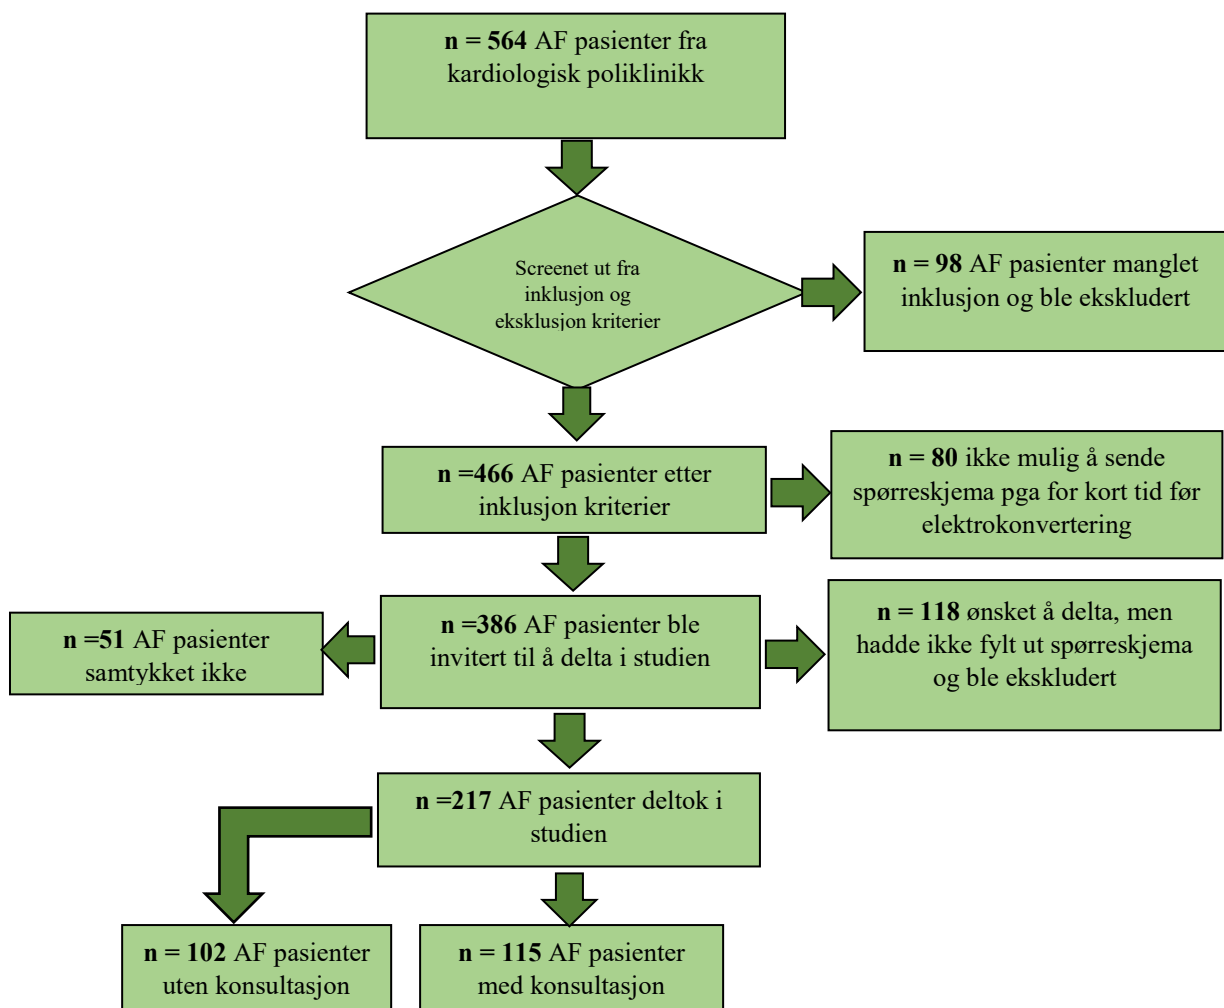 n = 564 AF pasienter fra
kardiologisk poliklinikk
Screenet ut fra
inklusjon og
eksklusjon kriterier
n = 98 AF pasienter manglet
inklusjon og ble ekskludert
n =466 AF pasienter etter
inklusjon kriterier
n = 80 ikke mulig å sende
spørreskjema pga for kort tid før
elektrokonvertering
n =51 AF pasienter
samtykket ikke
n =386 AF pasienter ble
invitert til å delta i studien
n = 118 ønsket å delta, men
hadde ikke fylt ut spørreskjema
og ble ekskludert
n =217 AF pasienter deltok i
studien
n = 102 AF pasienter
uten konsultasjon
n = 115 AF pasienter
med konsultasjon